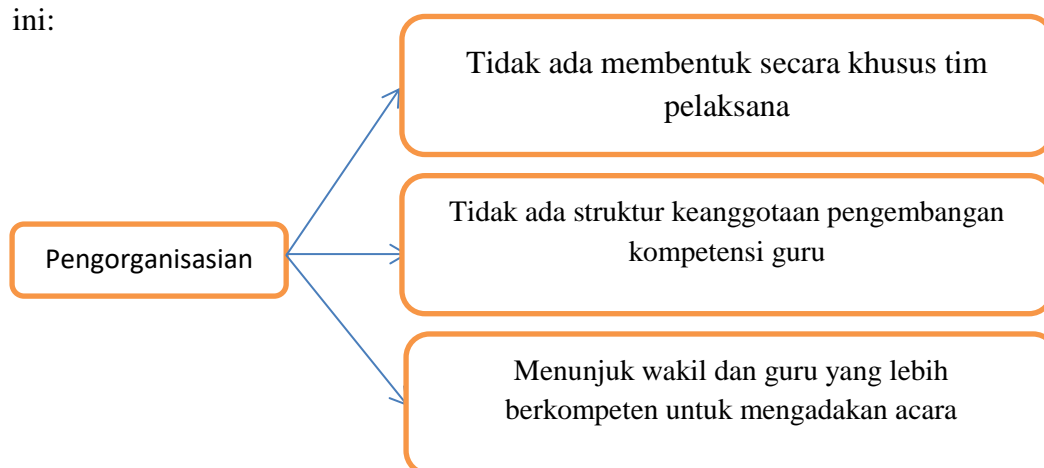 ini:
Tidak ada membentuk secara khusus tim
pelaksana
Tidak ada struktur keanggotaan pengembangan
kompetensi guru
Pengorganisasian
Menunjuk wakil dan guru yang lebih
berkompeten untuk mengadakan acara